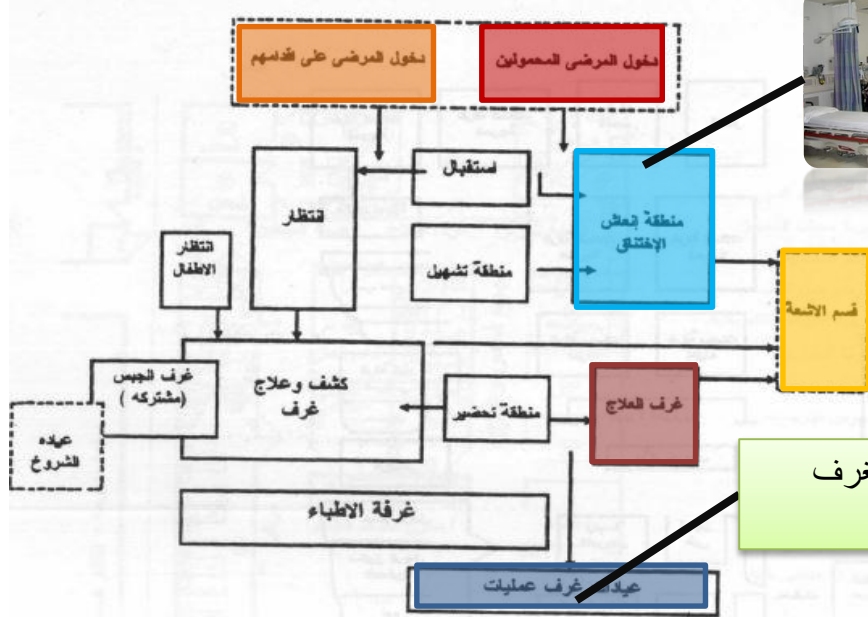 دخول المرضى المحمولين
دخول المرضى على اقدامهم
استقبال
انتظار
منطقة إنعاش
الإختناق
انتظار
الاطفال
منطقة تشهيل
قسم الاشعة
غرف الجبس
(مشتركه )
كشف وعلاج
غرف
منطقة تحضير
غرف العلاج
عياده
الشروخ
غرف
غرفة الاطباء
غرف عمليات